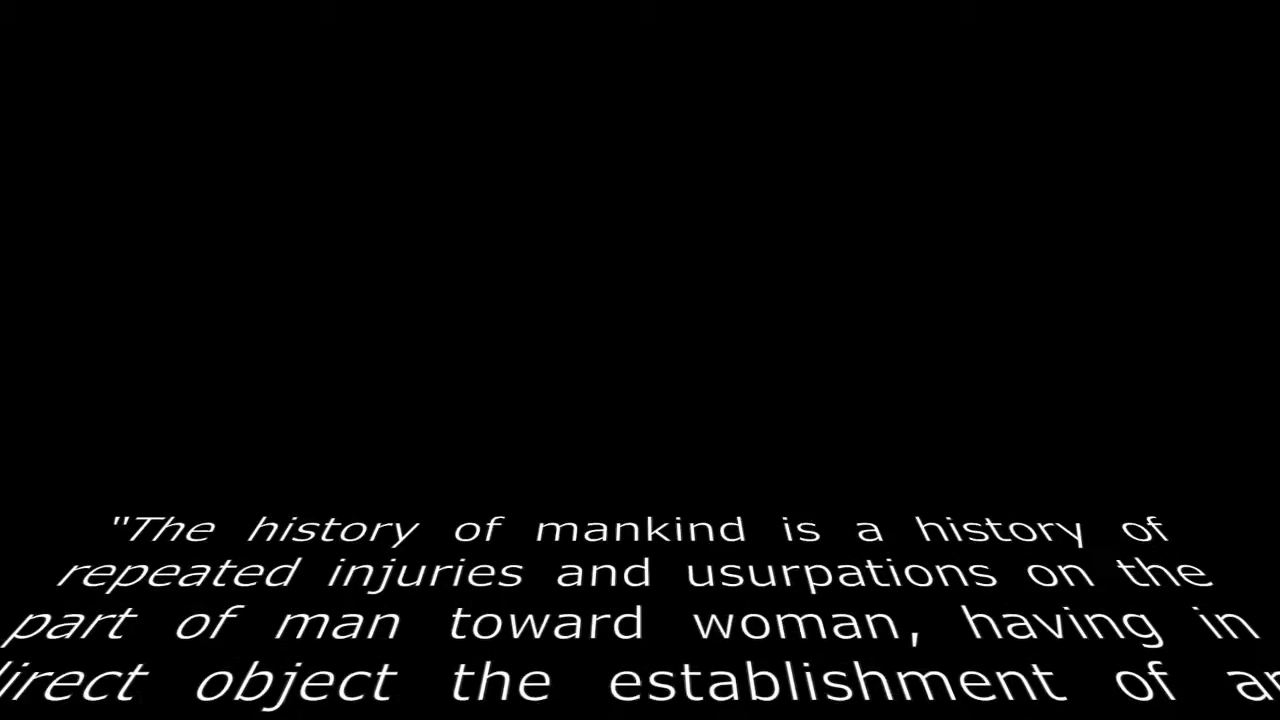 "The history of mankind is a history of
repeated injuries and usurpations on the
part of man toward woman, having in
object the establishment of